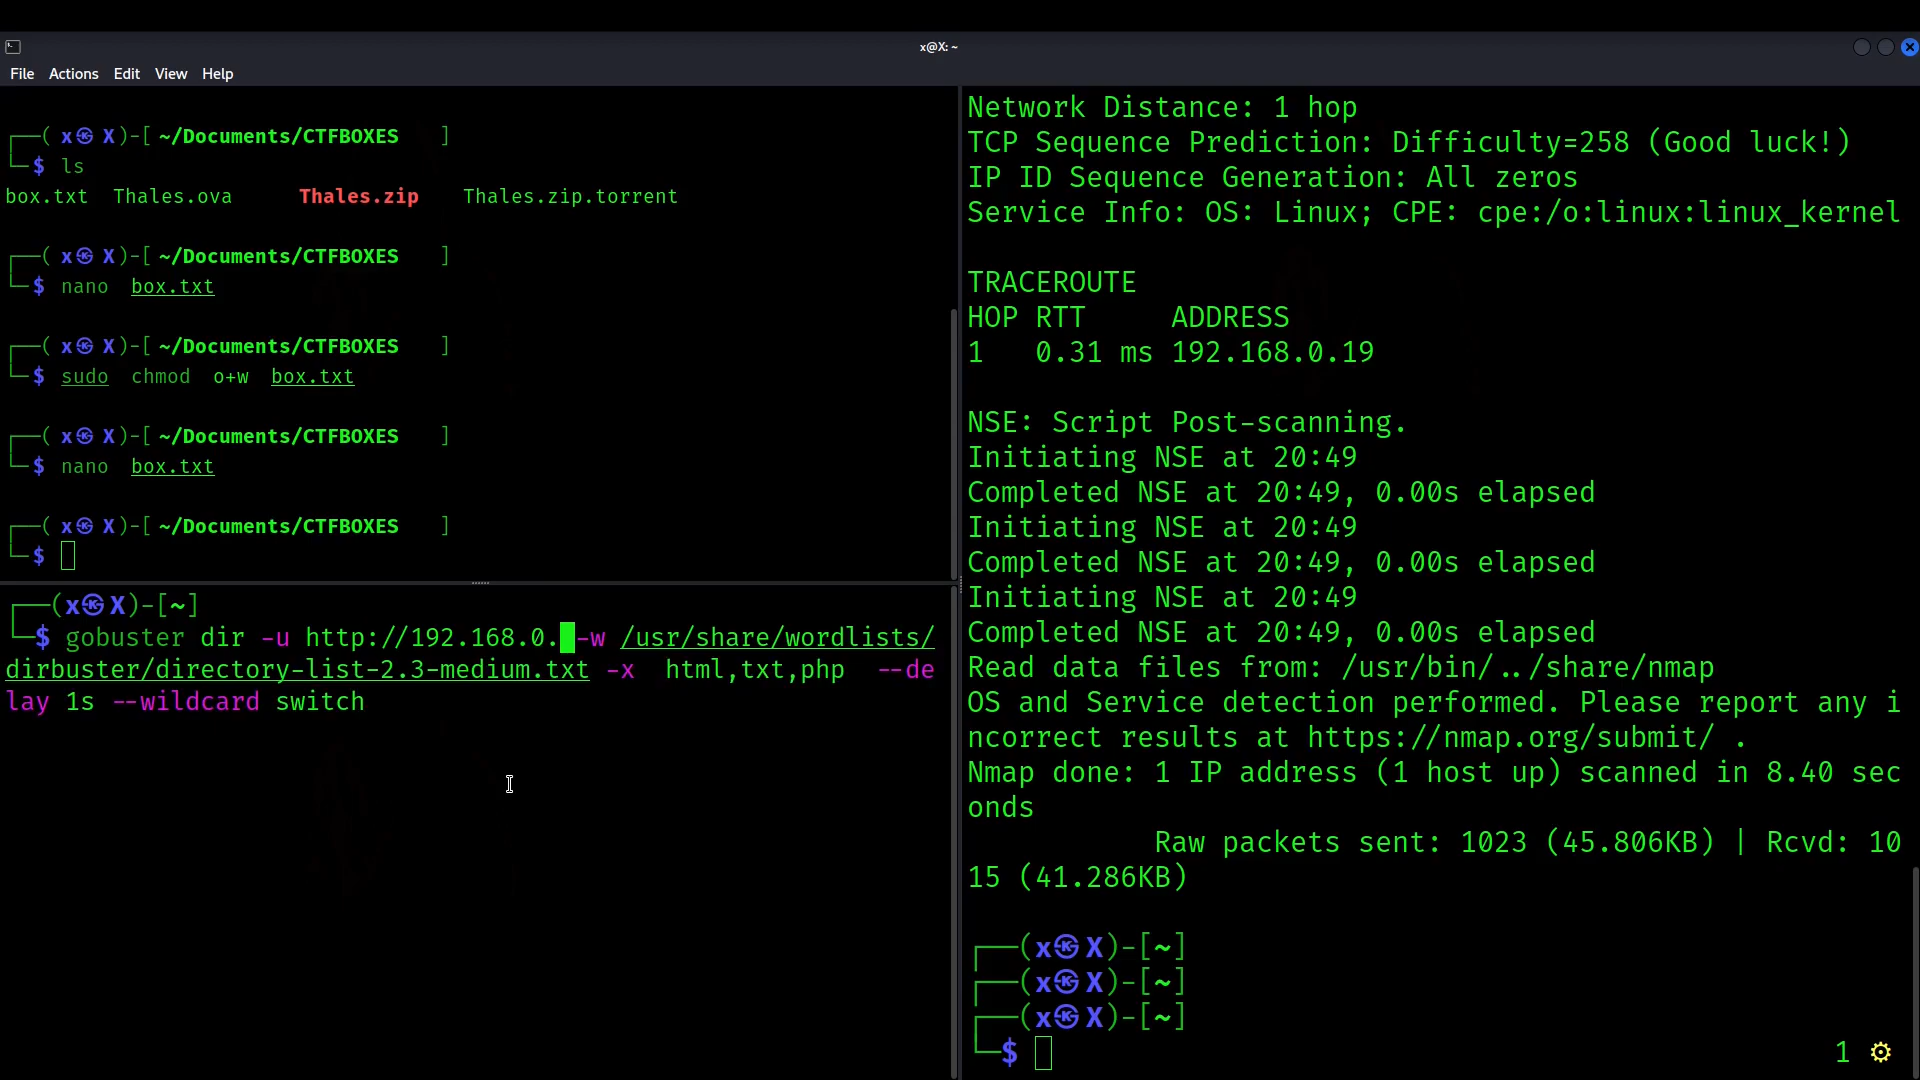 x@X: ~
File Actions Edit View Help
┌──(x㉿X)-[~/Documents/CTFBOXES]
└─$ ls
box.txt Thales.ova Thales.zip Thales.zip.torrent
┌──(x㉿X)-[~/Documents/CTFBOXES]
└─$ nano box.txt
┌──(x㉿X)-[~/Documents/CTFBOXES]
└─$ sudo chmod o+w box.txt
┌──(x㉿X)-[~/Documents/CTFBOXES]
└─$ nano box.txt
┌──(x㉿X)-[~/Documents/CTFBOXES]
└─$
┌──(x㉿X)-[~]
└─$ gobuster dir -u http://192.168.0. -w /usr/share/wordlists/
dirbuster/directory-list-2.3-medium.txt -x html,txt,php --de
lay 1s --wildcard switch
Network Distance: 1 hop
TCP Sequence Prediction: Difficulty=258 (Good luck!)
IP ID Sequence Generation: All zeros
Service Info: OS: Linux; CPE: cpe:/o:linux:linux_kernel
TRACEROUTE
HOP RTT ADDRESS
1 0.31 ms 192.168.0.19
NSE: Script Post-scanning.
Initiating NSE at 20:49
Completed NSE at 20:49, 0.00s elapsed
Initiating NSE at 20:49
Completed NSE at 20:49, 0.00s elapsed
Initiating NSE at 20:49
Completed NSE at 20:49, 0.00s elapsed
Read data files from: /usr/bin/../share/nmap
OS and Service detection performed. Please report any i
ncorrect results at https://nmap.org/submit/ .
Nmap done: 1 IP address (1 host up) scanned in 8.40 sec
onds
Raw packets sent: 1023 (45.806KB) | Rcvd: 10
15 (41.286KB)
┌──(x㉿X)-[~]
┌──(x㉿X)-[~]
┌──(x㉿X)-[~]
└─$ 1 ⚙